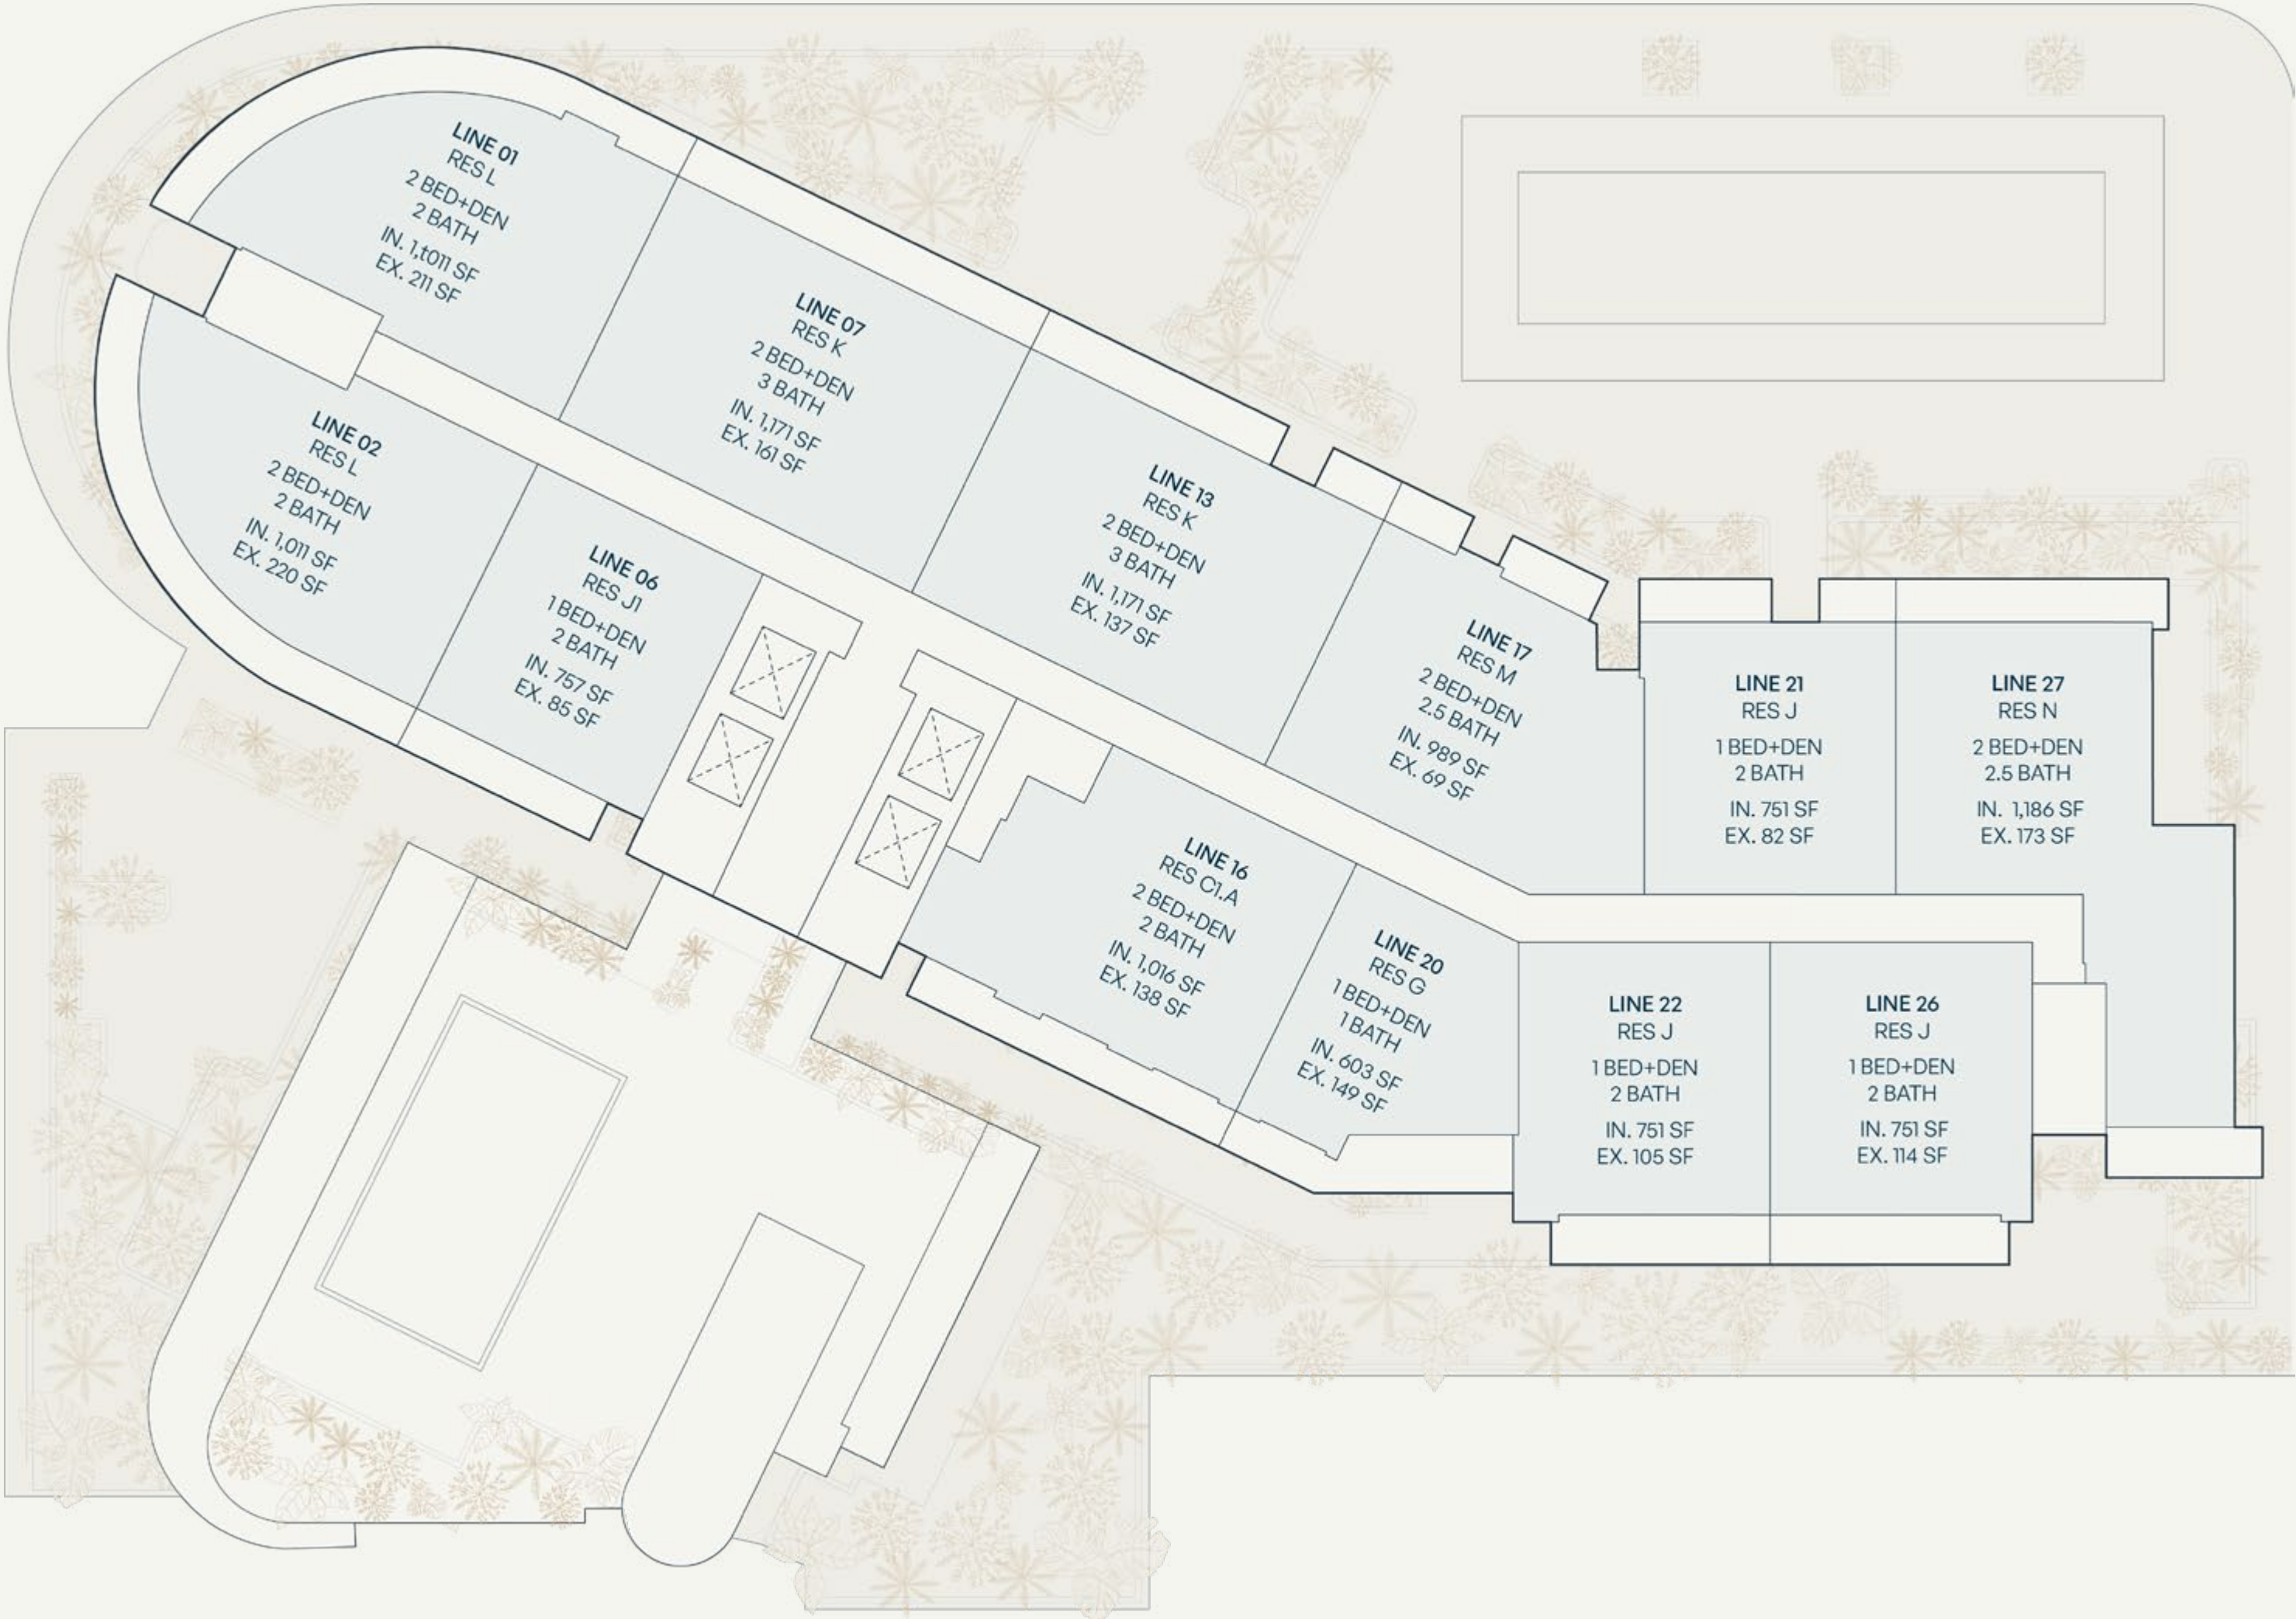 LINE 01
RES L
2 BED+DEN
2 BATH
IN. 1,t011 SF
EX. 211 SF
LINE 07
RES K
2 BED+DEN
3 BATH
IN. 1,171 SF
EX. 161 SF
LINE 02
RES L
2 BED+DEN
2 BATH
IN. 1,011 SF
EX. 220 SF
LINE 13
RES K
2 BED+DEN
3 BATH
IN. 1,171 SF
EX. 137 SF
LINE 06
RES J1
1 BED+DEN
2 BATH
IN. 757 SF
EX. 85 SF
LINE 17
RES M
2 BED+DEN
2.5 BATH
IN. 989 SF
EX. 69 SF
LINE 21
RES J
1 BED+DEN
2 BATH
IN. 751 SF
EX. 82 SF
LINE 27
RES N
2 BED+DEN
2.5 BATH
IN. 1,186 SF
EX. 173 SF
LINE 16
RES C1.A
2 BED+DEN
2 BATH
IN. 1,016 SF
EX. 138 SF
LINE 20
RES G
1 BED+DEN
1 BATH
IN. 603 SF
EX. 149 SF
LINE 22
RES J
1 BED+DEN
2 BATH
IN. 751 SF
EX. 105 SF
LINE 26
RES J
1 BED+DEN
2 BATH
IN. 751 SF
EX. 114 SF